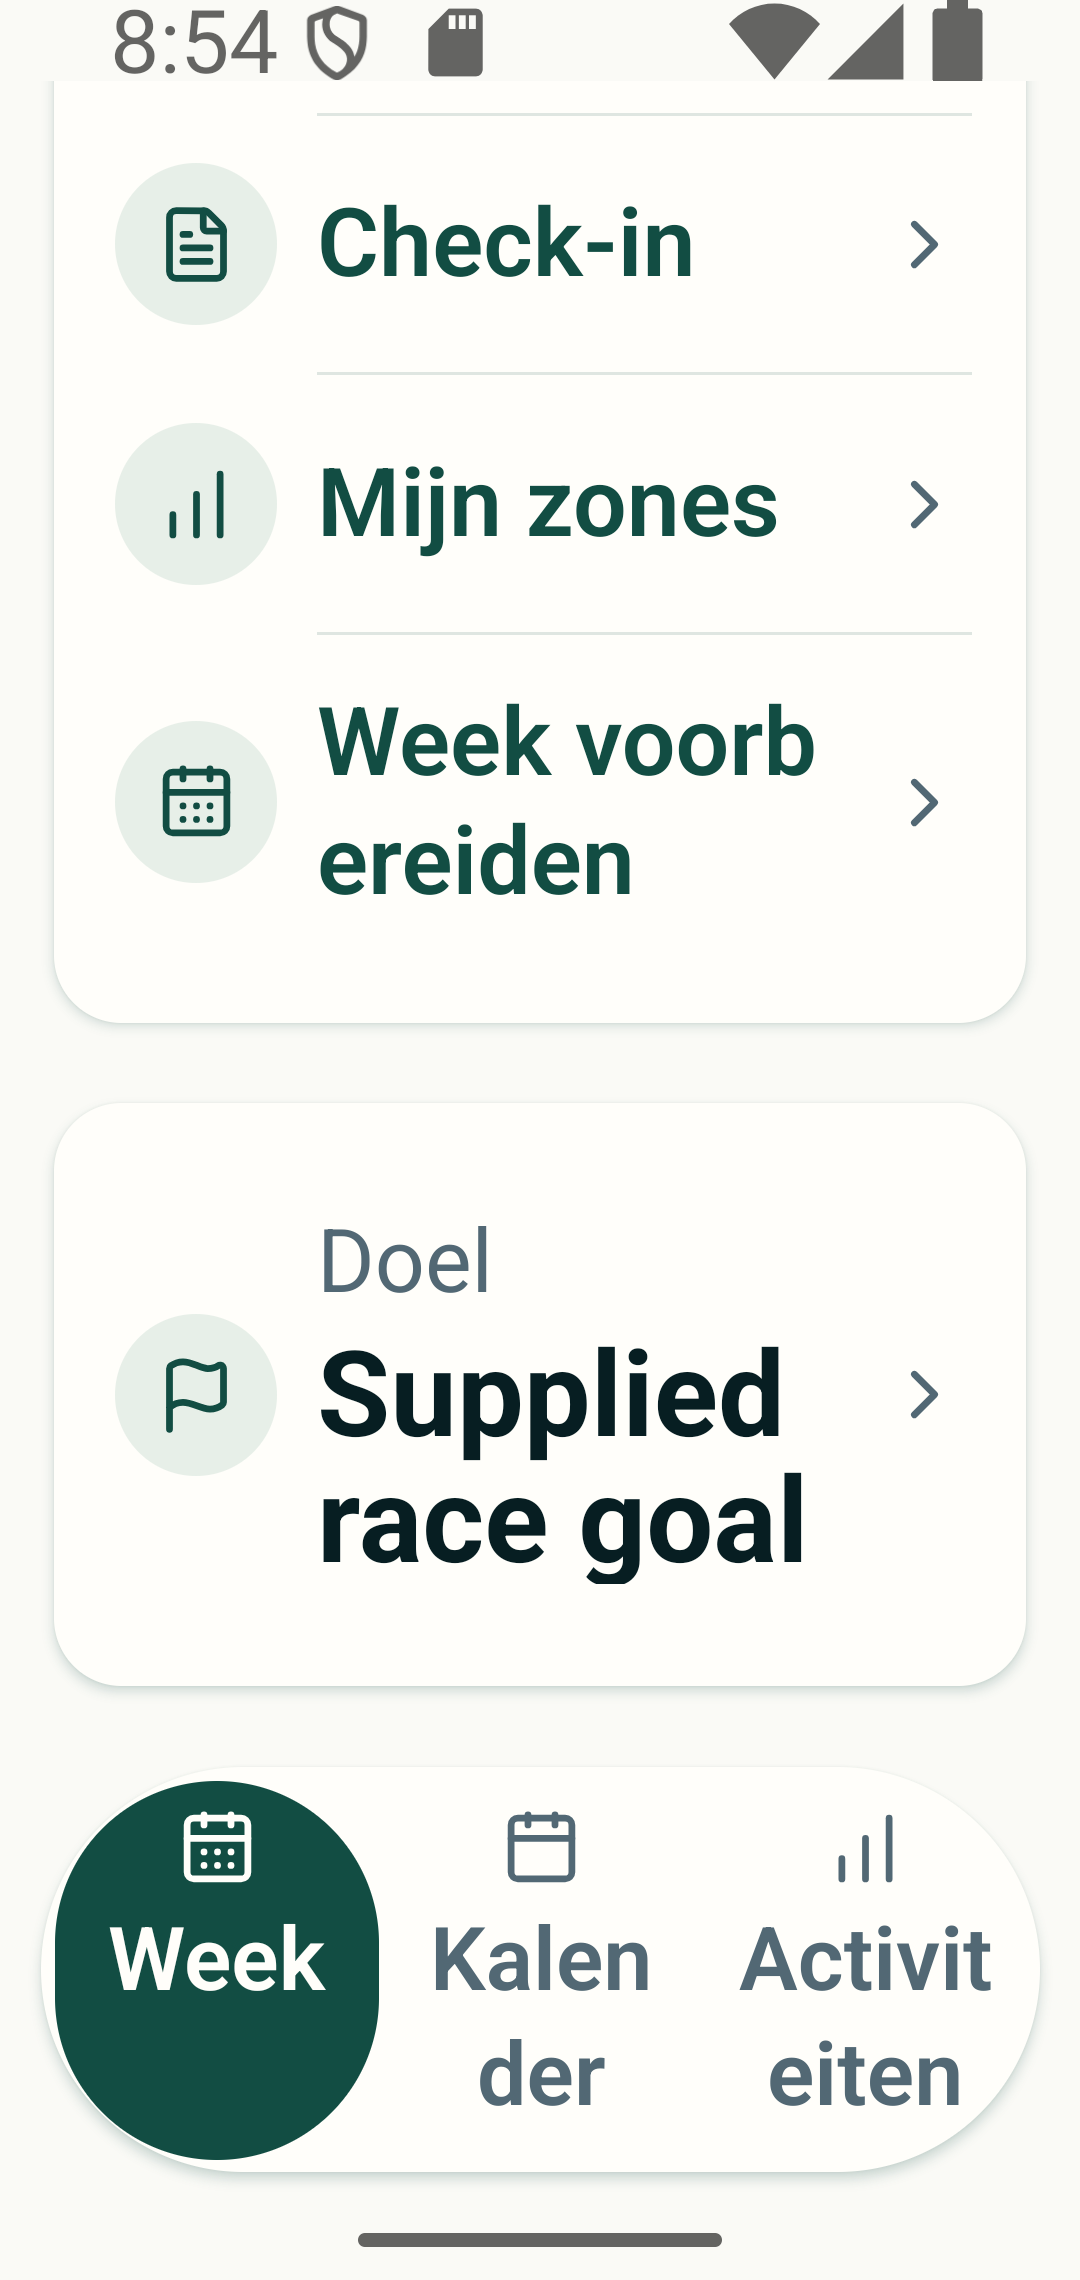 8:54
Check-in
Mijn zones
Week voorb
ereiden
Doel
Supplied
race goal
Week
Kalen
der
Activit
eiten